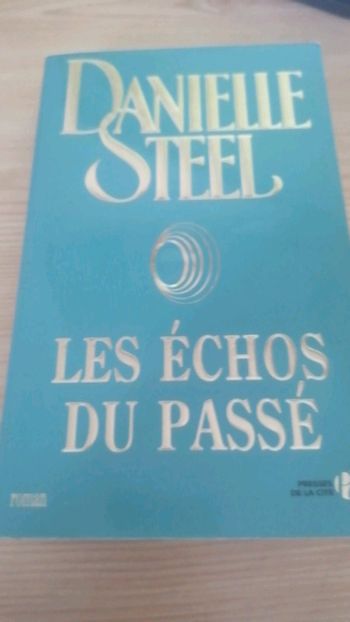 DANIELLE
STEEL
LES ÉCHOS
DU PASSÉ
roman
PRESSES
DE LA CITÉ